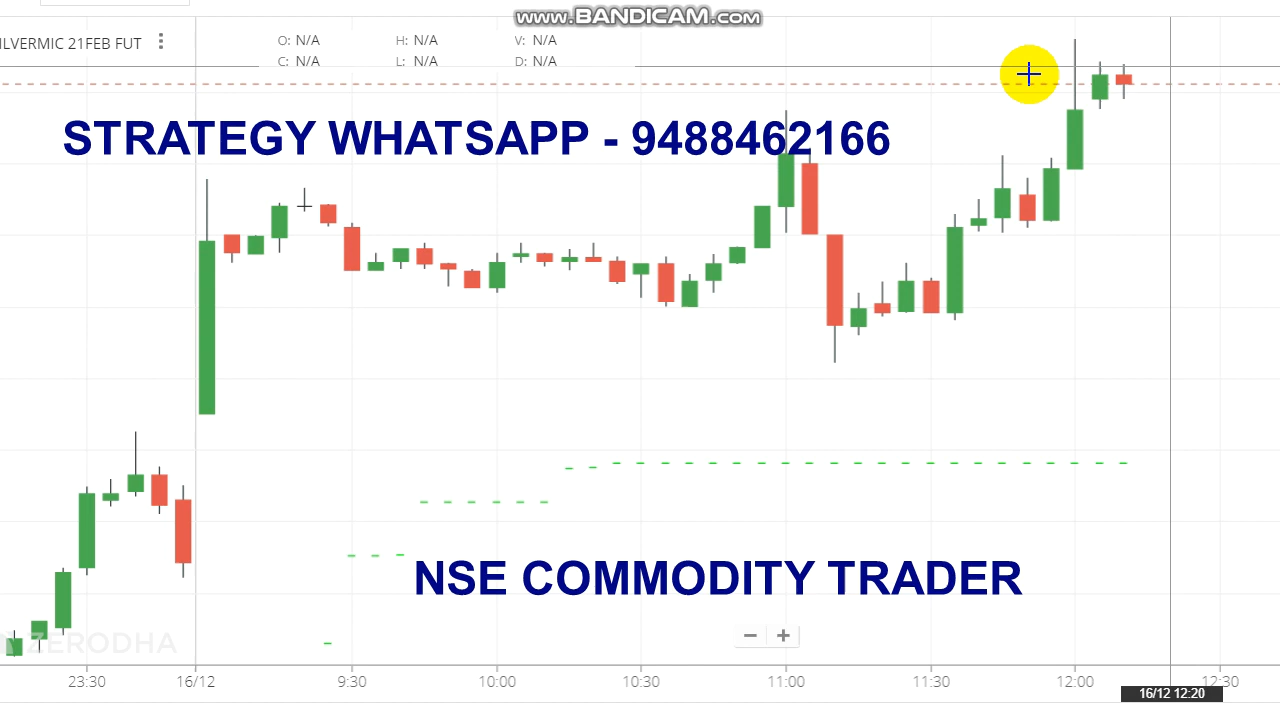 www.BANDICAM.com
ILVERMIC 21FEB FUT
O: N/A H: N/A V: N/A
C: N/A L: N/A D: N/A
STRATEGY WHATSAPP - 9488462166
NSE COMMODITY TRADER
ZERODHA
− +
23:30 16/12 9:30 10:00 10:30 11:00 11:30 12:00 12:30
16/12 12:20